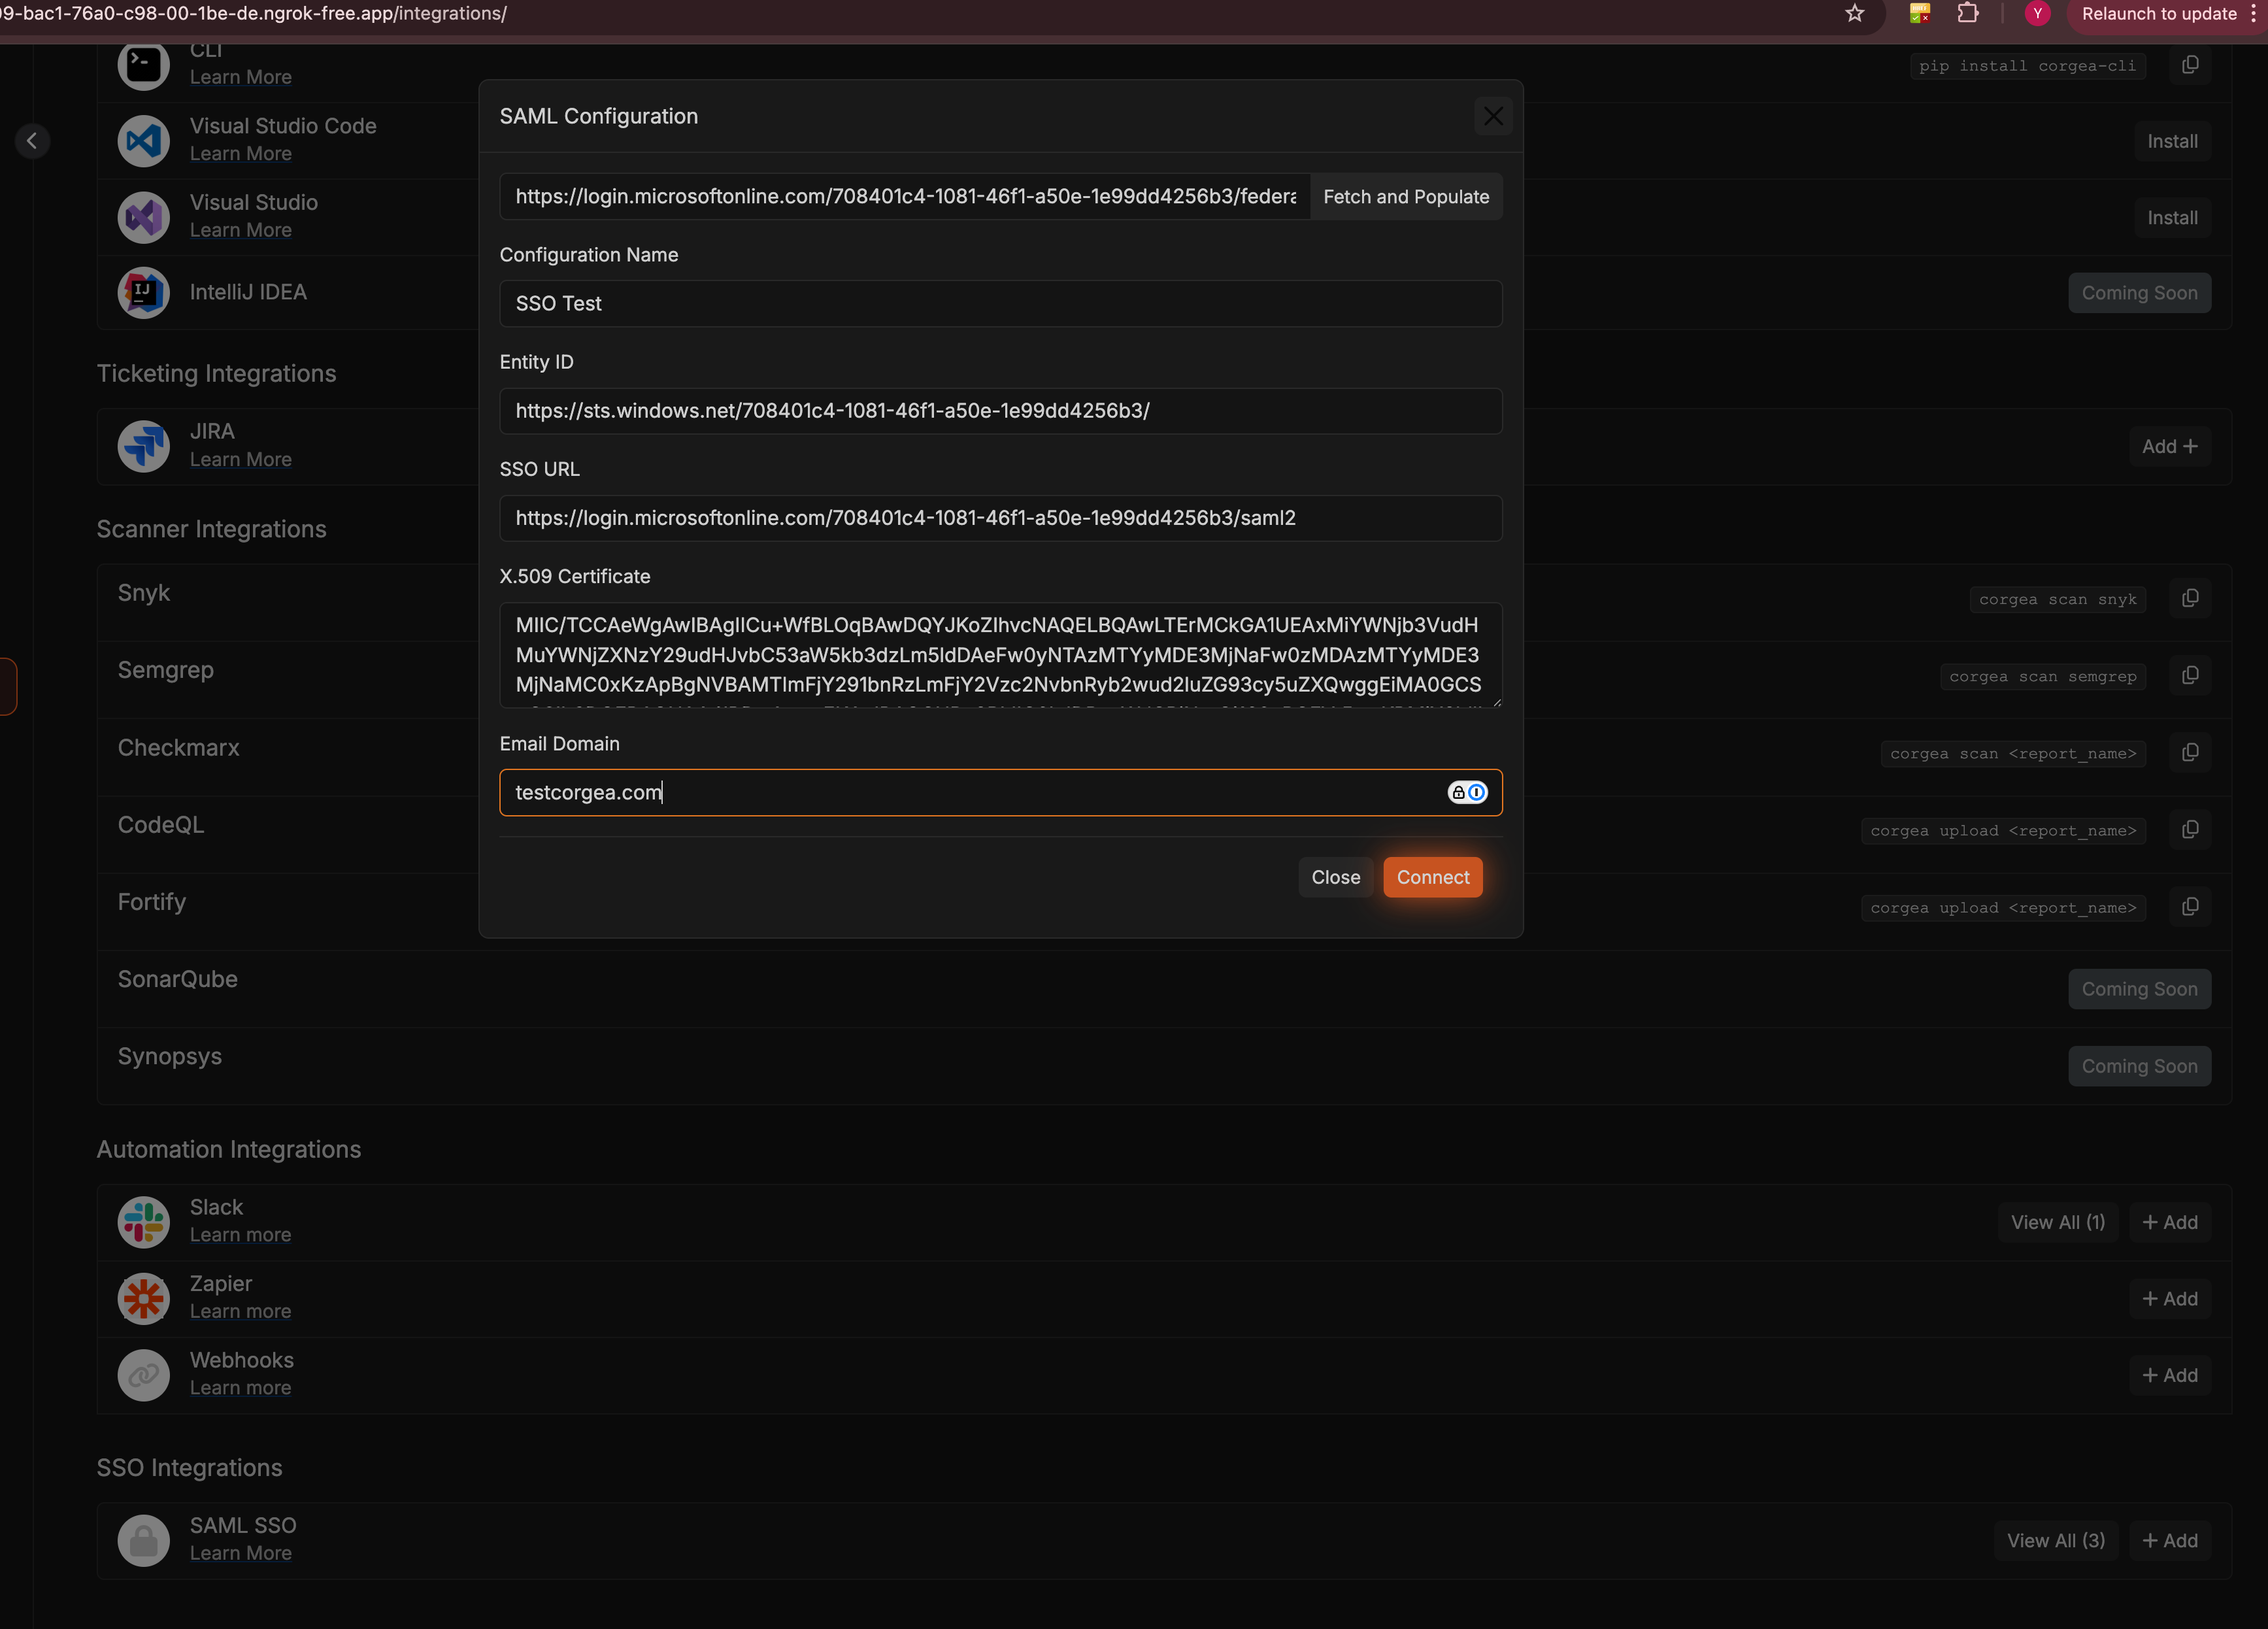 09-bac1-76a0-c98-00-1be-de.ngrok-free.app/integrations/
Y
Relaunch to update
CLI
Learn More
pip install corgea-cli
Visual Studio Code
Learn More
Install
Visual Studio
Learn More
Install
IntelliJ IDEA
Coming Soon
Ticketing Integrations
JIRA
Learn More
Add +
Scanner Integrations
Snyk
corgea scan snyk
Semgrep
corgea scan semgrep
Checkmarx
corgea scan <report_name>
CodeQL
corgea upload <report_name>
Fortify
corgea upload <report_name>
SonarQube
Coming Soon
Synopsys
Coming Soon
Automation Integrations
Slack
Learn more
View All (1)
+ Add
Zapier
Learn more
+ Add
Webhooks
Learn more
+ Add
SSO Integrations
SAML SSO
Learn More
View All (3)
+ Add
SAML Configuration
https://login.microsoftonline.com/708401c4-1081-46f1-a50e-1e99dd4256b3/federa
Fetch and Populate
Configuration Name
SSO Test
Entity ID
https://sts.windows.net/708401c4-1081-46f1-a50e-1e99dd4256b3/
SSO URL
https://login.microsoftonline.com/708401c4-1081-46f1-a50e-1e99dd4256b3/saml2
X.509 Certificate
MIIC/TCCAeWgAwIBAgIICu+WfBLOqBAwDQYJKoZIhvcNAQELBQAwLTErMCkGA1UEAxMiYWNjb3VudH
MuYWNjZXNzY29udHJvbC53aW5kb3dzLm5ldDAeFw0yNTAzMTYyMDE3MjNaFw0zMDAzMTYyMDE3
MjNaMC0xKzApBgNVBAMTImFjY291bnRzLmFjY2Vzc2NvbnRyb2wud2luZG93cy5uZXQwggEiMA0GCS
Email Domain
testcorgea.com
Close
Connect